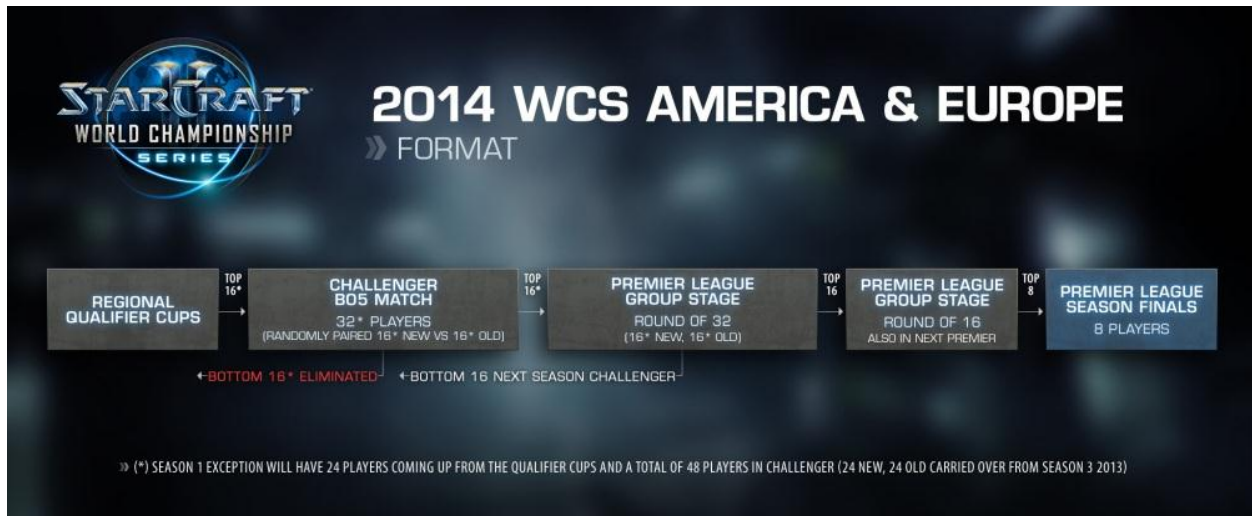 STARCRAFT
II
WORLD CHAMPIONSHIP
SERIES
2014 WCS AMERICA & EUROPE
» FORMAT
REGIONAL
QUALIFIER CUPS
TOP
16*
CHALLENGER
BO5 MATCH
32* PLAYERS
(RANDOMLY PAIRED 16* NEW VS 16* OLD)
TOP
16*
PREMIER LEAGUE
GROUP STAGE
ROUND OF 32
(16* NEW, 16* OLD)
TOP
16
PREMIER LEAGUE
GROUP STAGE
ROUND OF 16
ALSO IN NEXT PREMIER
TOP
8
PREMIER LEAGUE
SEASON FINALS
8 PLAYERS
BOTTOM 16* ELIMINATED
BOTTOM 16 NEXT SEASON CHALLENGER
» (*) SEASON 1 EXCEPTION WILL HAVE 24 PLAYERS COMING UP FROM THE QUALIFIER CUPS AND A TOTAL OF 48 PLAYERS IN CHALLENGER (24 NEW, 24 OLD CARRIED OVER FROM SEASON 3 2013)